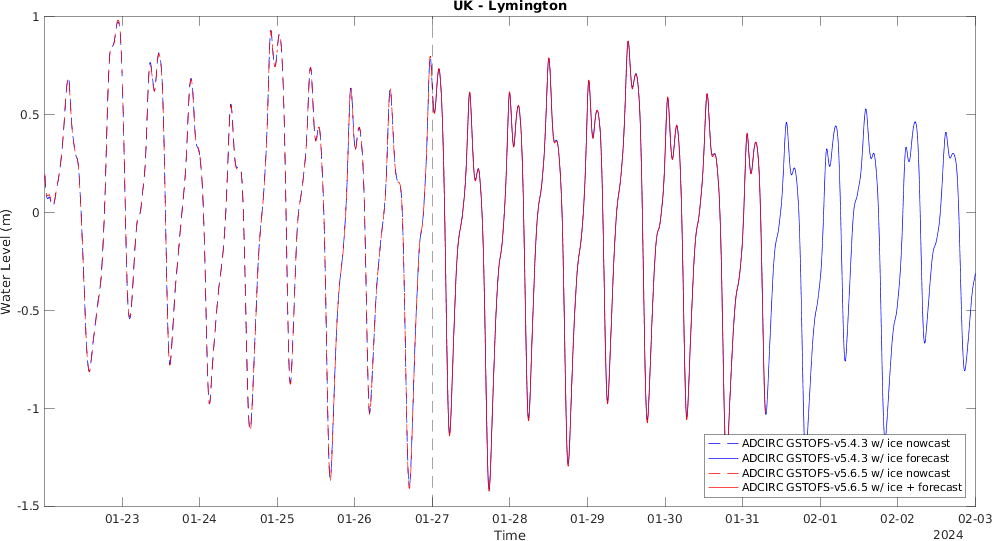 UK - Lymington
1
0.5
0
-0.5
-1
-1.5
Water Level (m)
ADCIRC GSTOFS-v5.4.3 w/ ice nowcast
ADCIRC GSTOFS-v5.4.3 w/ ice forecast
ADCIRC GSTOFS-v5.6.5 w/ ice nowcast
ADCIRC GSTOFS-v5.6.5 w/ ice + forecast
01-23 01-24 01-25 01-26 01-27 01-28 01-29 01-30 01-31 02-01 02-02 02-03
Time
2024